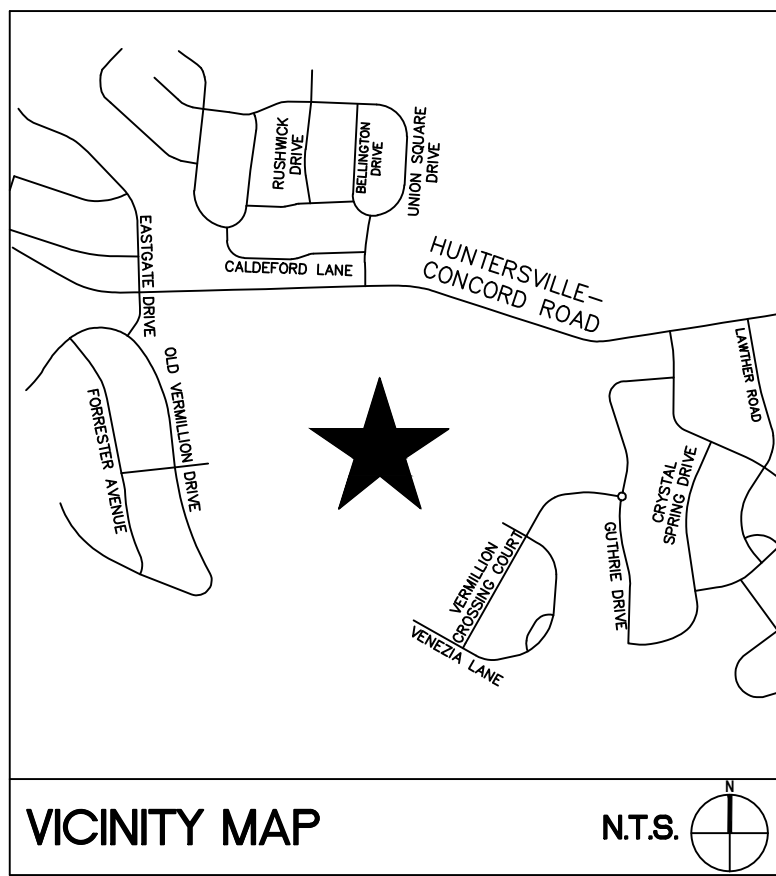 RUSHWICK
DRIVE
BELLINGTON
DRIVE
UNION SQUARE
DRIVE
EASTGATE DRIVE
CALDEFORD LANE
HUNTERSVILLE-
CONCORD ROAD
LAWTHER ROAD
OLD VERMILLION DRIVE
FORRESTER AVENUE
CRYSTAL
SPRING DRIVE
GUTHRIE DRIVE
VERMILLION
CROSSING COURT
VENEZIA LANE
VICINITY MAP
N.T.S.
N